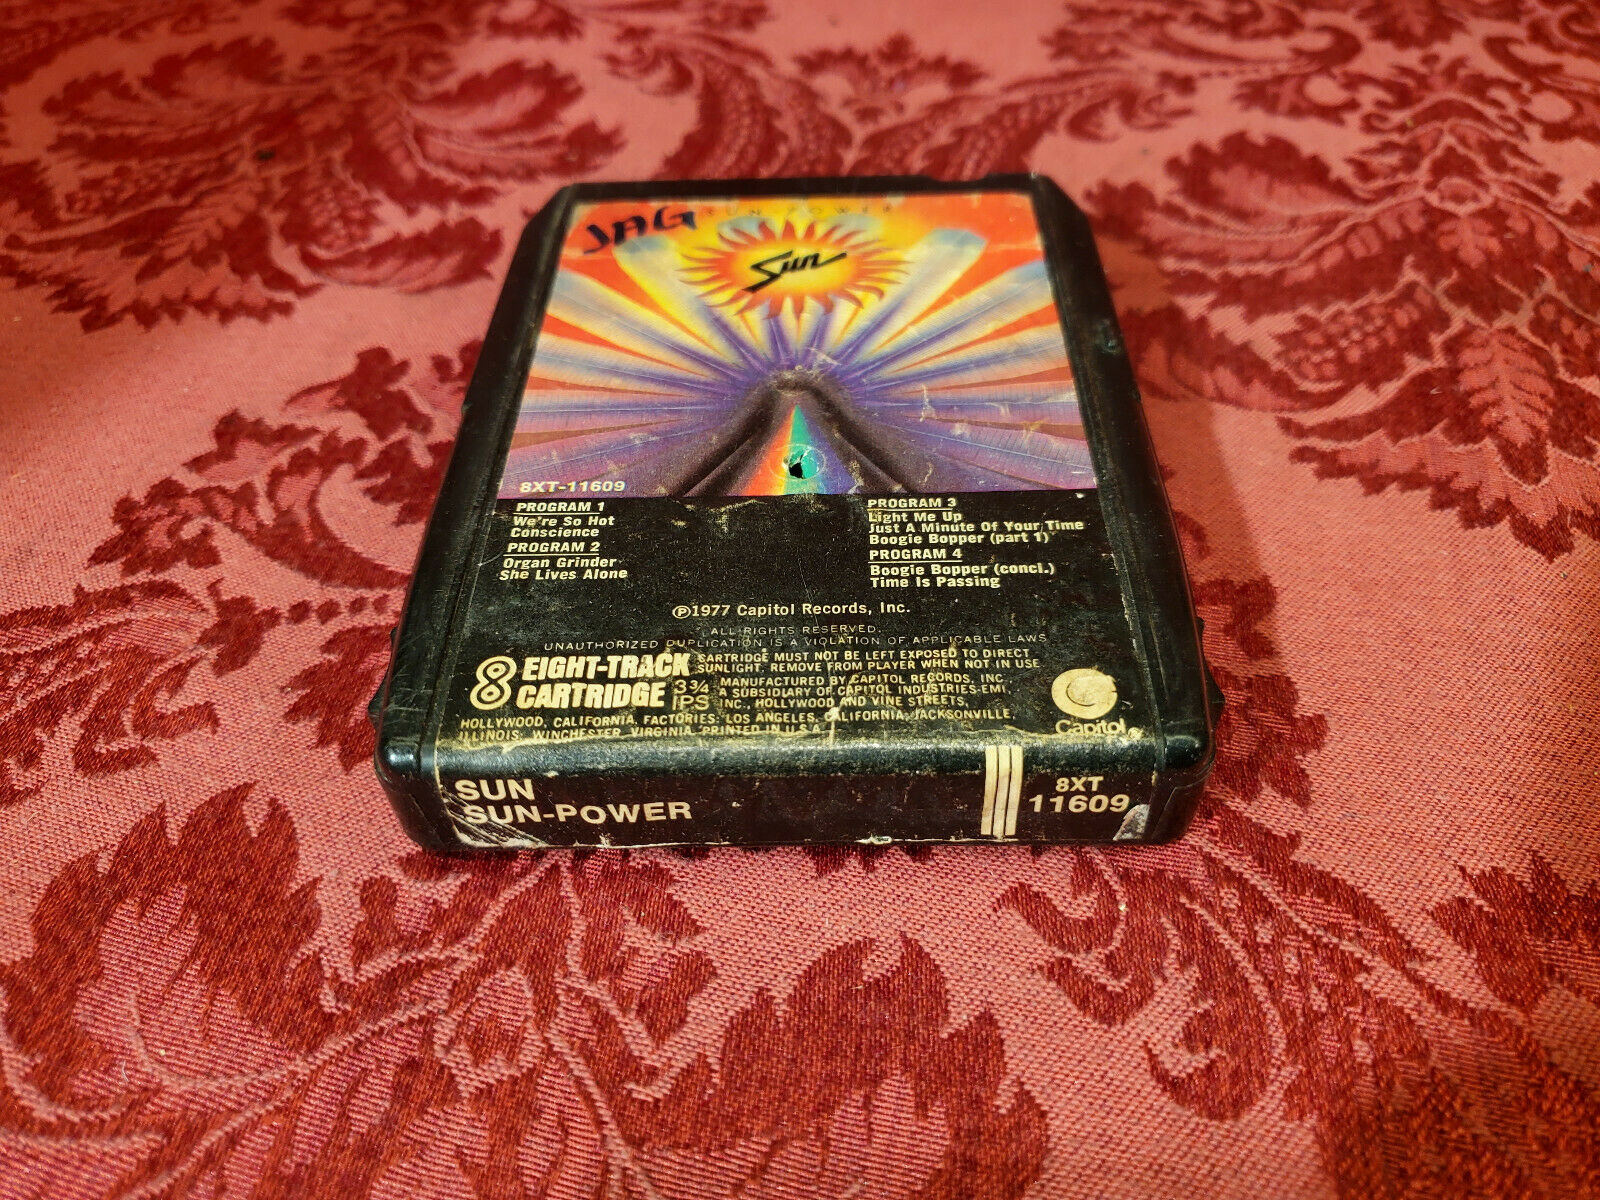 JAG SUN POWER
Sun
8XT-11609
PROGRAM 1
We're So Hot
Conscience
PROGRAM 2
Organ Grinder
She Lives Alone
PROGRAM 3
Light Me Up
Just A Minute Of Your Time
Boogie Bopper (part 1)
PROGRAM 4
Boogie Bopper (concl.)
Time Is Passing
℗1977 Capitol Records, Inc.
ALL RIGHTS RESERVED.
UNAUTHORIZED DUPLICATION IS A VIOLATION OF APPLICABLE LAWS
8 EIGHT-TRACK
CARTRIDGE
3¾
IPS
CARTRIDGE MUST NOT BE LEFT EXPOSED TO DIRECT
SUNLIGHT. REMOVE FROM PLAYER WHEN NOT IN USE
MANUFACTURED BY CAPITOL RECORDS, INC.
A SUBSIDIARY OF CAPITOL INDUSTRIES-EMI,
INC., HOLLYWOOD AND VINE STREETS,
HOLLYWOOD, CALIFORNIA. FACTORIES: LOS ANGELES, CALIFORNIA; JACKSONVILLE,
ILLINOIS; WINCHESTER, VIRGINIA. PRINTED IN U.S.A.
Capitol®
SUN
SUN-POWER
8XT
11609